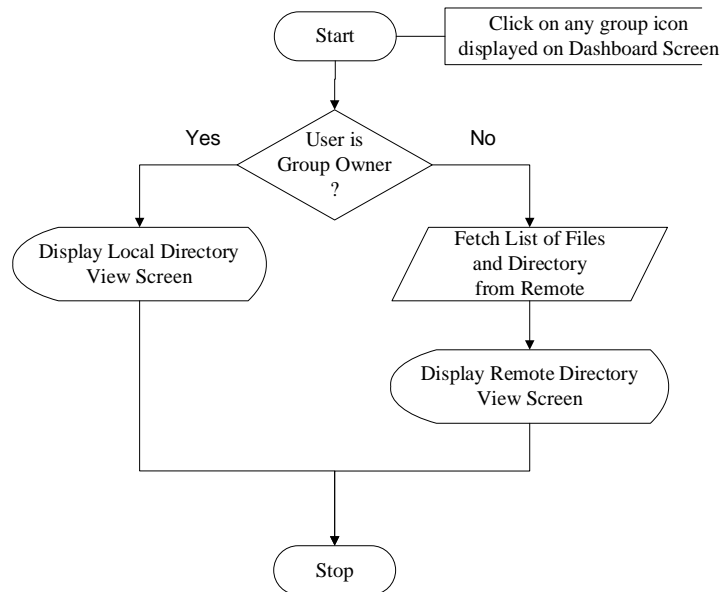 Start
Click on any group icon
displayed on Dashboard Screen
User is
Group Owner
?
Yes
No
Display Local Directory
View Screen
Fetch List of Files
and Directory
from Remote
Display Remote Directory
View Screen
Stop